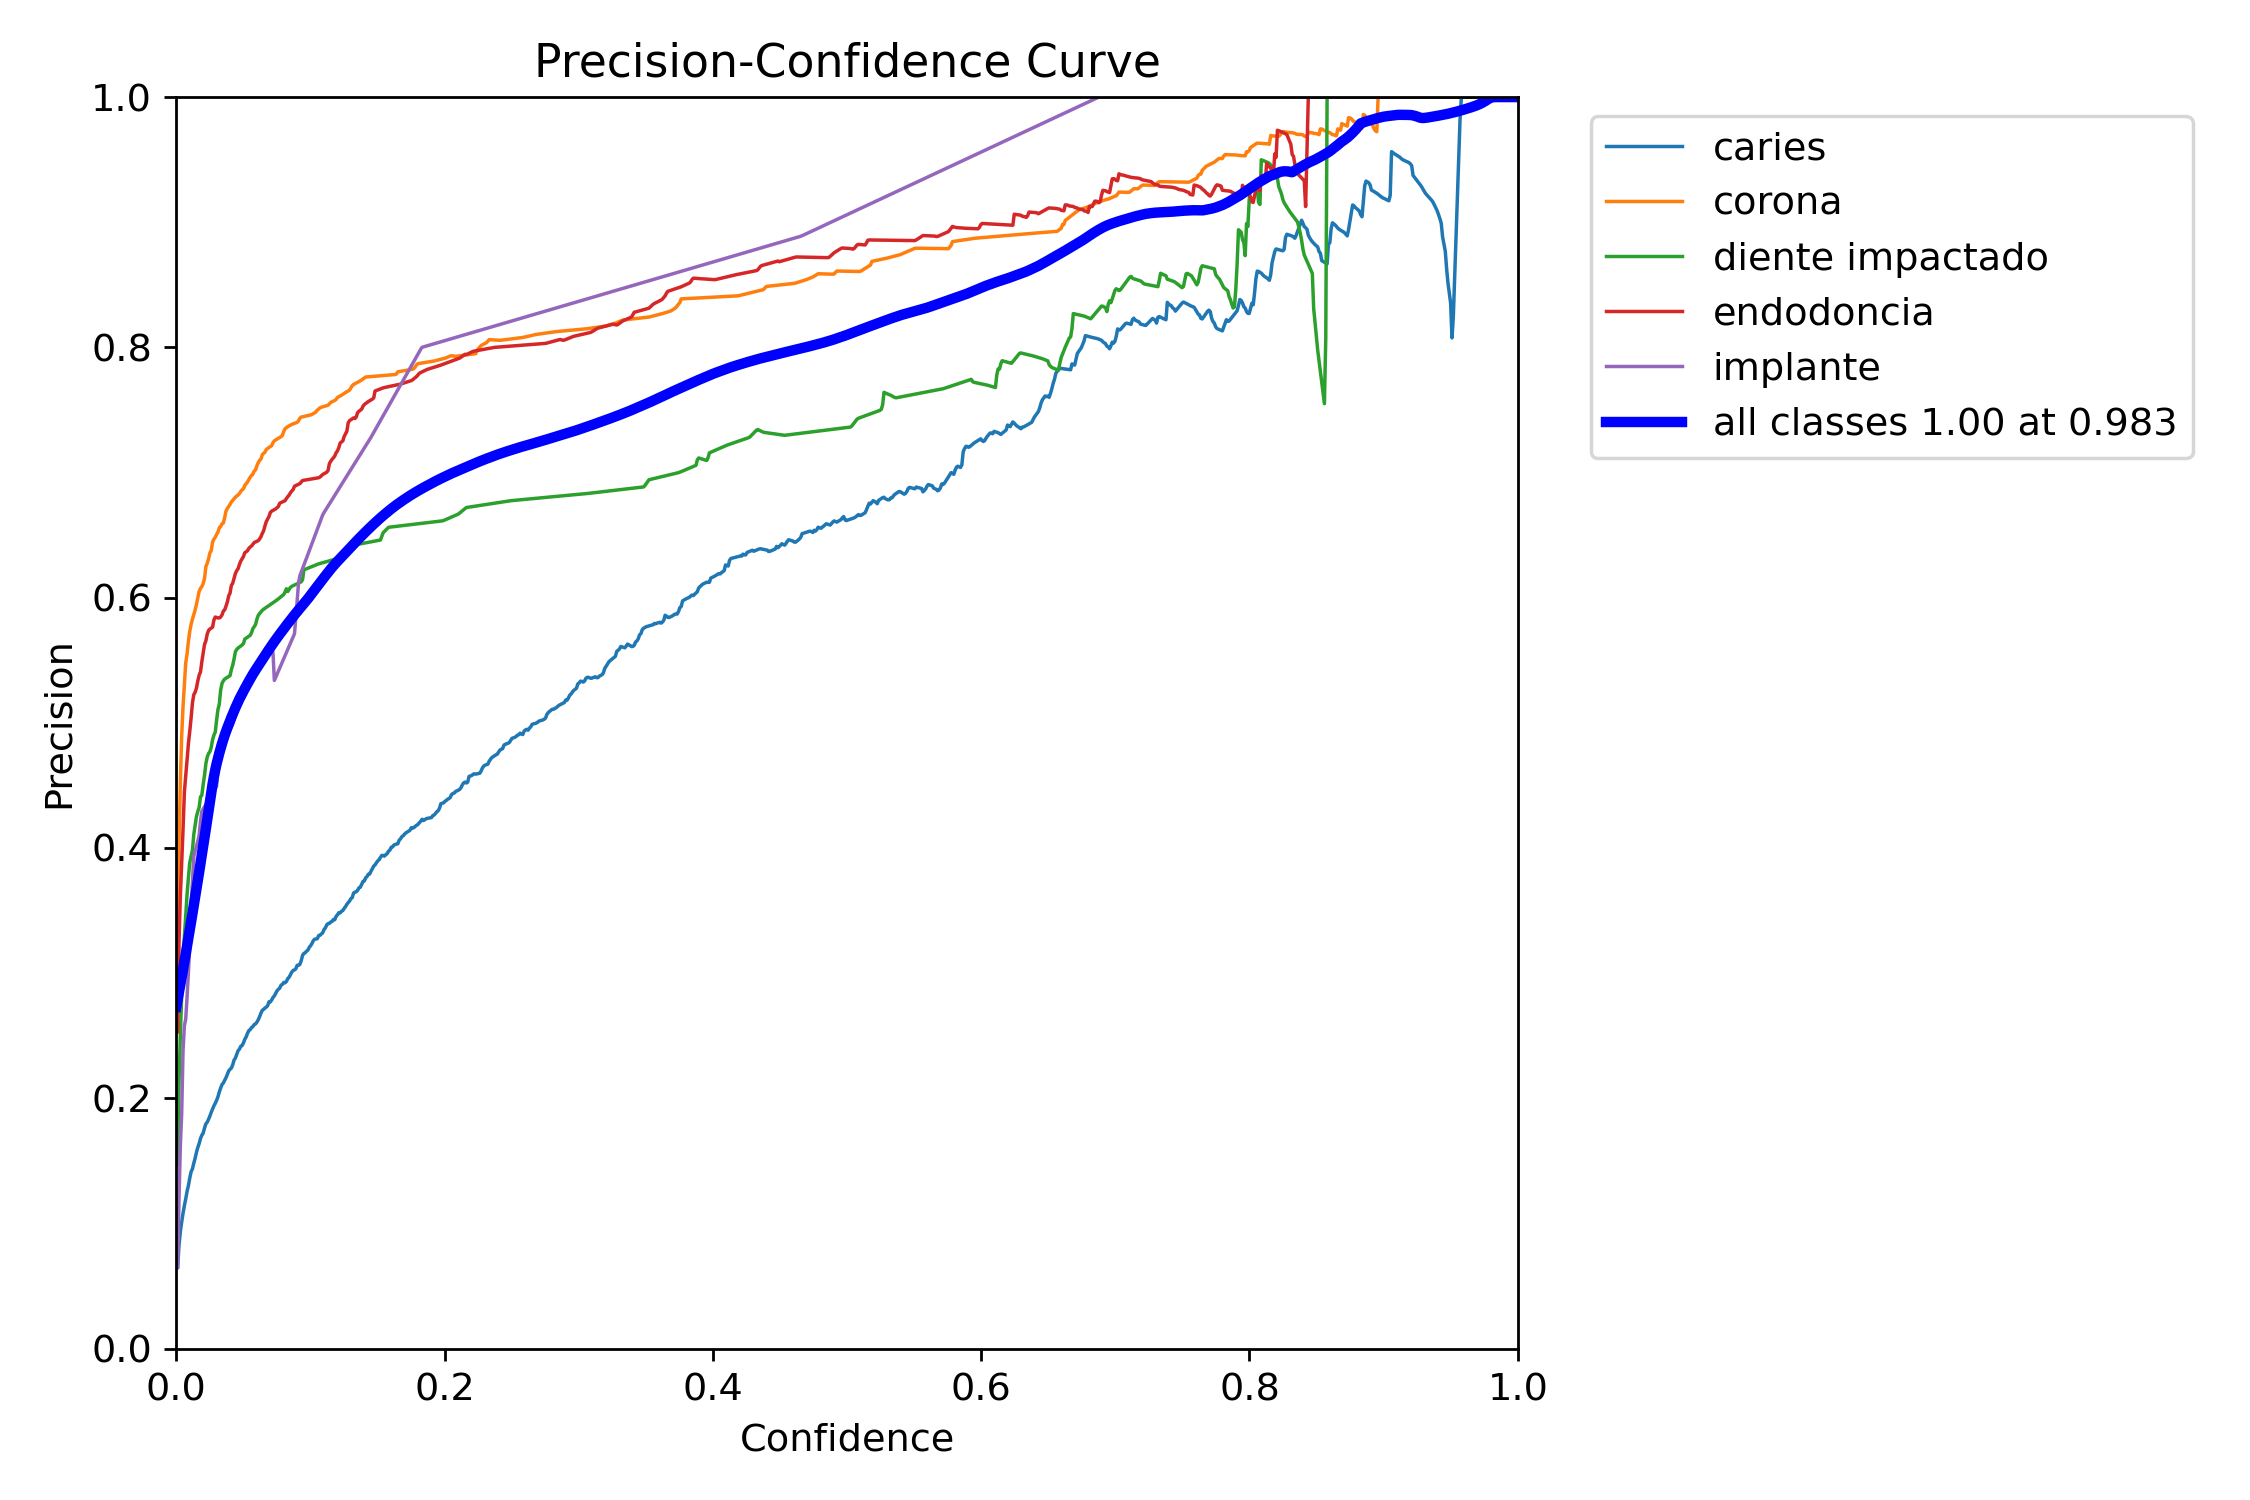 Precision-Confidence Curve
1.0
0.8
0.6
0.4
0.2
0.0
Precision
0.0 0.2 0.4 0.6 0.8 1.0
Confidence
caries
corona
diente impactado
endodoncia
implante
all classes 1.00 at 0.983